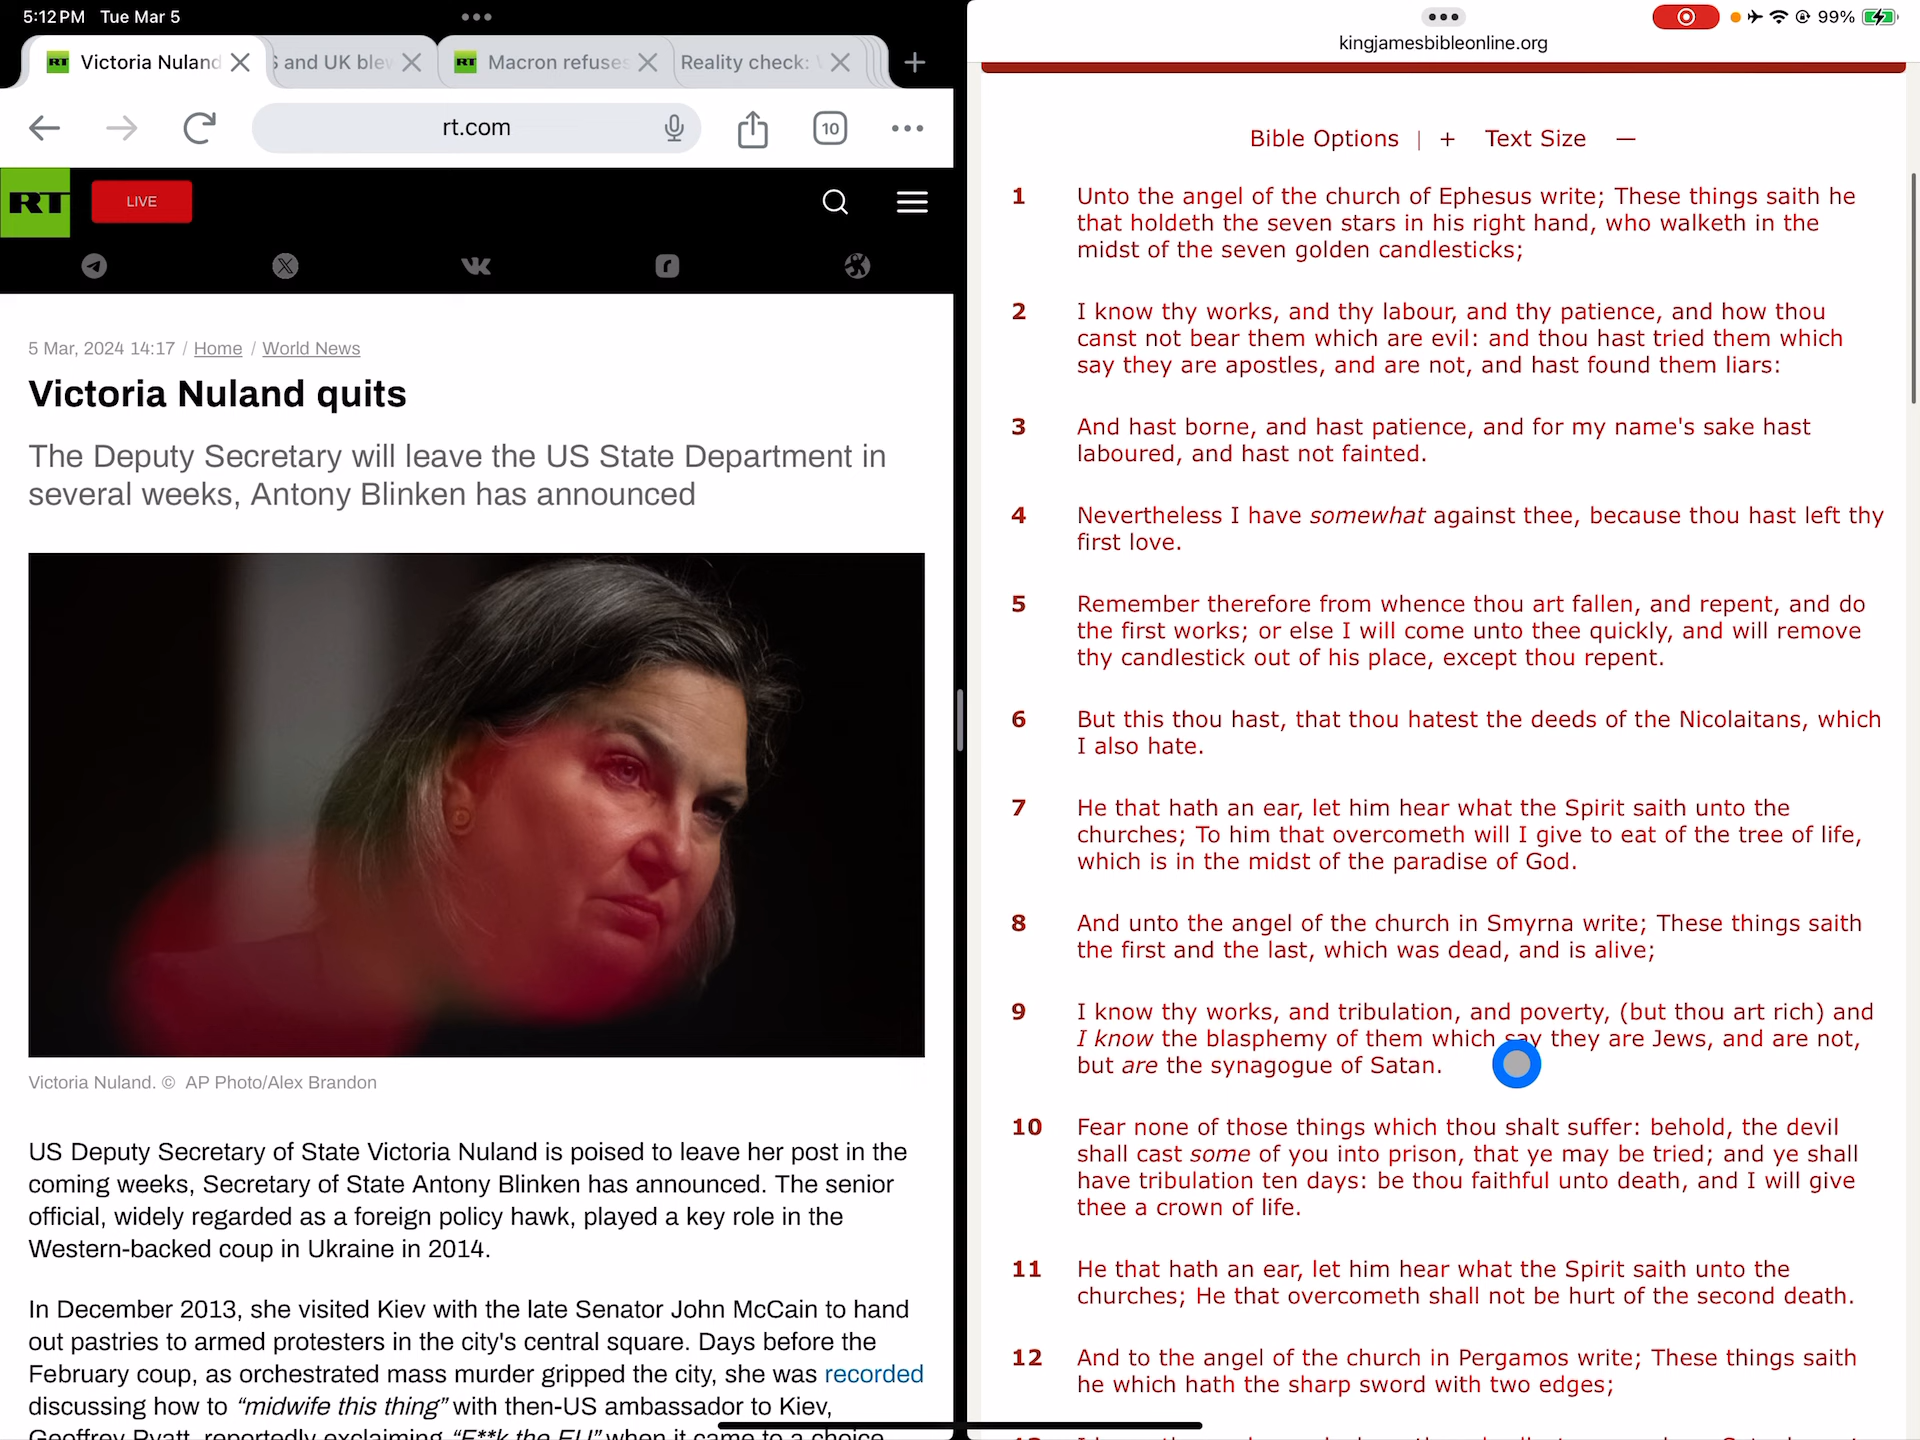 5:12 PM Tue Mar 5
Victoria Nuland
and UK blew
RT
Macron refuses
Reality check:
rt.com
10
RT
LIVE
5 Mar, 2024 14:17 / Home / World News
Victoria Nuland quits
The Deputy Secretary will leave the US State Department in
several weeks, Antony Blinken has announced
Victoria Nuland. © AP Photo/Alex Brandon
US Deputy Secretary of State Victoria Nuland is poised to leave her post in the
coming weeks, Secretary of State Antony Blinken has announced. The senior
official, widely regarded as a foreign policy hawk, played a key role in the
Western-backed coup in Ukraine in 2014.
In December 2013, she visited Kiev with the late Senator John McCain to hand
out pastries to armed protesters in the city's central square. Days before the
February coup, as orchestrated mass murder gripped the city, she was recorded
discussing how to “midwife this thing” with then-US ambassador to Kiev,
Geoffrey Pyatt, reportedly exclaiming “F**k the EU” when it came to a choice
99%
kingjamesbibleonline.org
Bible Options | + Text Size —
1 Unto the angel of the church of Ephesus write; These things saith he
that holdeth the seven stars in his right hand, who walketh in the
midst of the seven golden candlesticks;
2 I know thy works, and thy labour, and thy patience, and how thou
canst not bear them which are evil: and thou hast tried them which
say they are apostles, and are not, and hast found them liars:
3 And hast borne, and hast patience, and for my name's sake hast
laboured, and hast not fainted.
4 Nevertheless I have somewhat against thee, because thou hast left thy
first love.
5 Remember therefore from whence thou art fallen, and repent, and do
the first works; or else I will come unto thee quickly, and will remove
thy candlestick out of his place, except thou repent.
6 But this thou hast, that thou hatest the deeds of the Nicolaitans, which
I also hate.
7 He that hath an ear, let him hear what the Spirit saith unto the
churches; To him that overcometh will I give to eat of the tree of life,
which is in the midst of the paradise of God.
8 And unto the angel of the church in Smyrna write; These things saith
the first and the last, which was dead, and is alive;
9 I know thy works, and tribulation, and poverty, (but thou art rich) and
I know the blasphemy of them which say they are Jews, and are not,
but are the synagogue of Satan.
10 Fear none of those things which thou shalt suffer: behold, the devil
shall cast some of you into prison, that ye may be tried; and ye shall
have tribulation ten days: be thou faithful unto death, and I will give
thee a crown of life.
11 He that hath an ear, let him hear what the Spirit saith unto the
churches; He that overcometh shall not be hurt of the second death.
12 And to the angel of the church in Pergamos write; These things saith
he which hath the sharp sword with two edges;